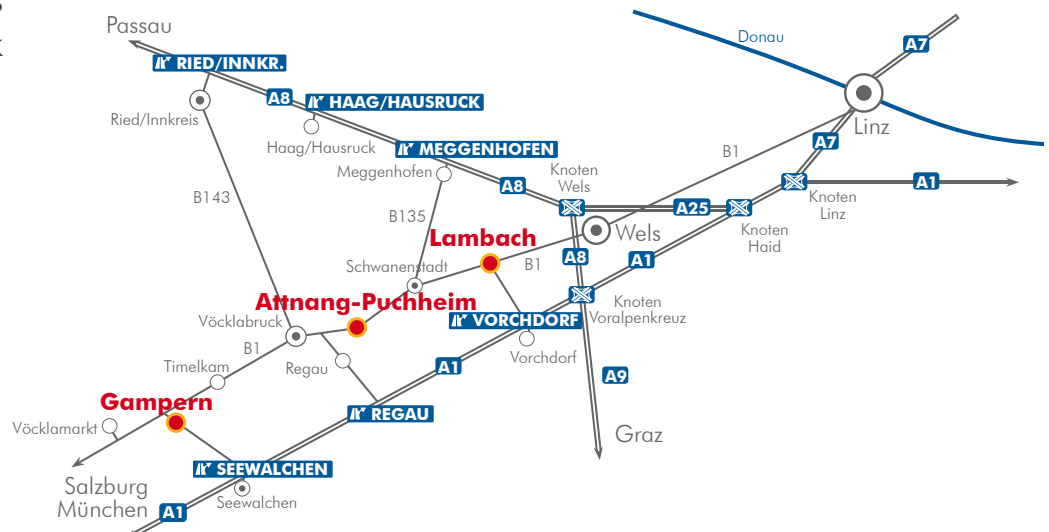 Passau
Donau
A7
RIED/INNKR.
A8
HAAG/HAUSRUCK
Ried/Innkreis
Linz
Haag/Hausruck
MEGGENHOFEN
A7
B1
Meggenhofen
Knoten
Wels
A8
A1
B143
Knoten
Linz
B135
A25
Lambach
Wels
Knoten
Haid
Schwanenstadt
B1
A8
A1
Attnang-Puchheim
Knoten
Voralpenkreuz
Vöcklabruck
VORCHDORF
B1
Vorchdorf
Timelkam
Regau
A1
A9
Gampern
REGAU
Vöcklamarkt
Graz
SEEWALCHEN
Salzburg
München
Seewalchen
A1